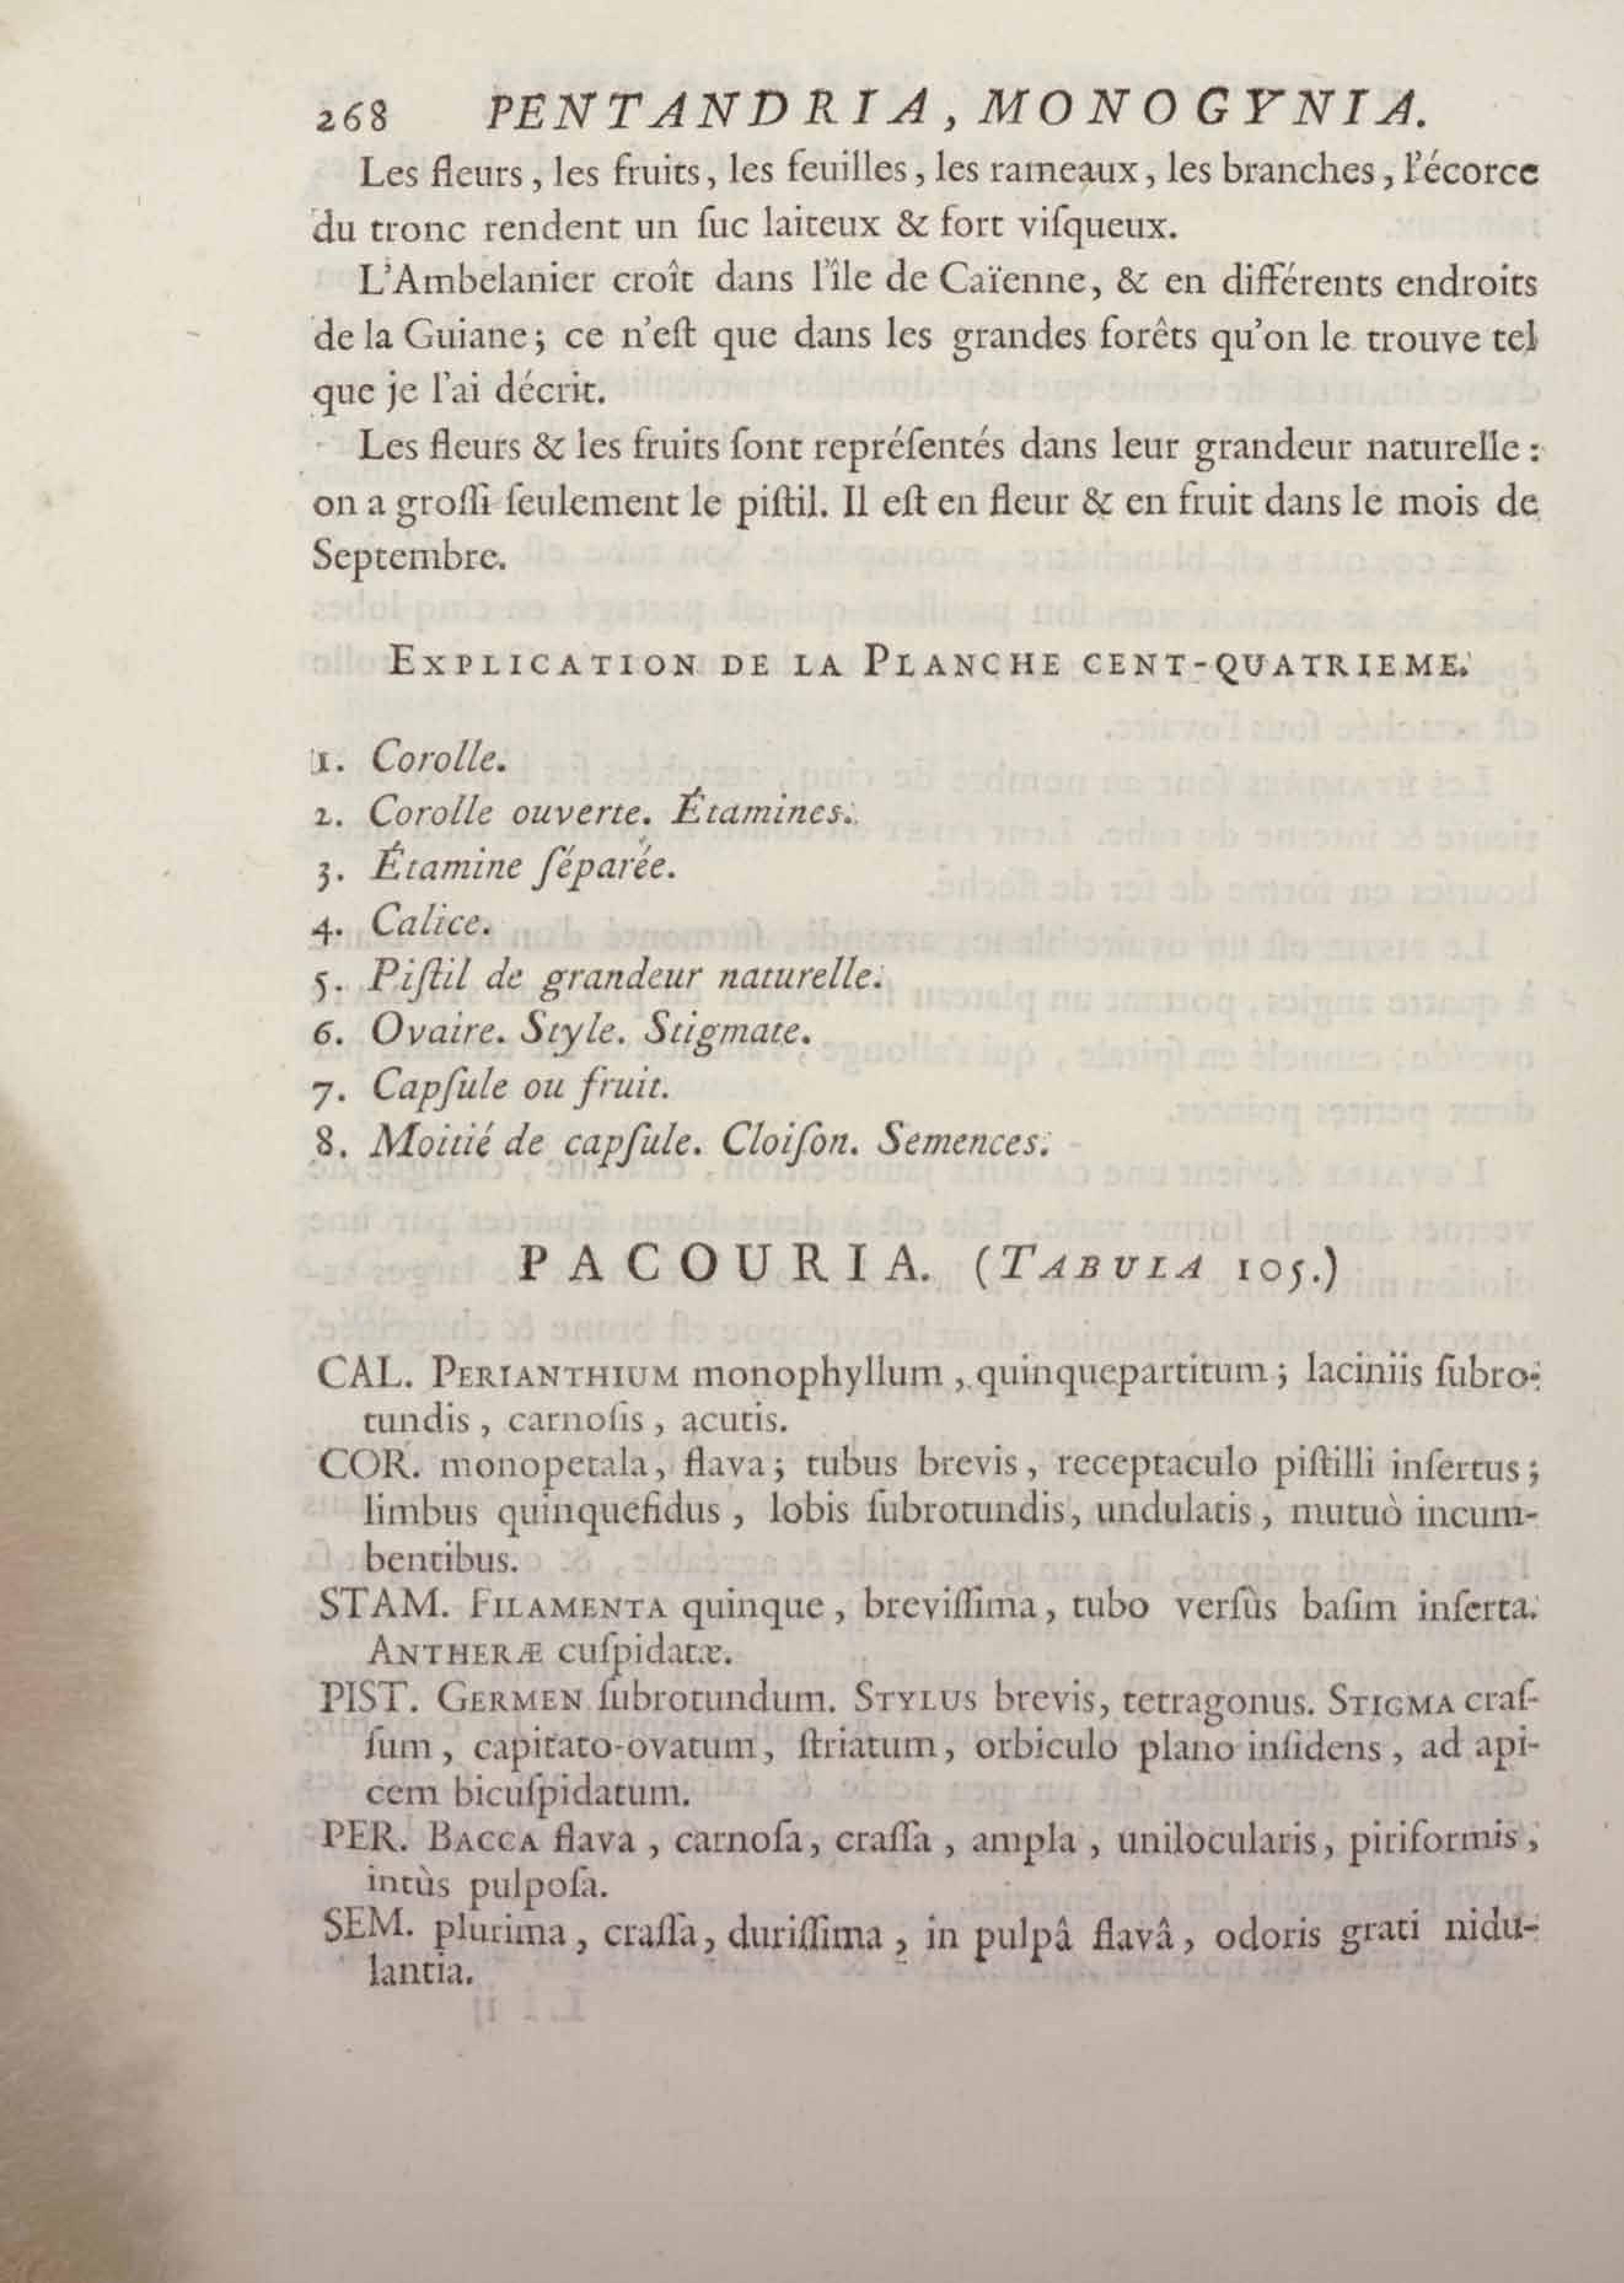 268 PENTANDRIA, MONOGYNIA.
Les fleurs, les fruits, les feuilles, les rameaux, les branches, l'écorce
du tronc rendent un ſuc laiteux & fort viſqueux.
L'Ambelanier croît dans l'île de Caïenne, & en différents endroits
de la Guiane; ce n'eſt que dans les grandes forêts qu'on le trouve tel
que je l'ai décrit.
Les fleurs & les fruits ſont repréſentés dans leur grandeur naturelle :
on a groſſi ſeulement le piſtil. Il eſt en fleur & en fruit dans le mois de
Septembre.
EXPLICATION DE LA PLANCHE CENT-QUATRIEME.
1. Corolle.
2. Corolle ouverte. Étamines.
3. Étamine ſéparée.
4. Calice.
5. Piſtil de grandeur naturelle.
6. Ovaire. Style. Stigmate.
7. Capſule ou fruit.
8. Moitié de capſule. Cloiſon. Semences.
PACOURIA. (TABULA 105.)
CAL. PERIANTHIUM monophyllum, quinquepartitum; laciniis ſubro-
tundis, carnoſis, acutis.
COR. monopetala, flava; tubus brevis, receptaculo piſtilli inſertus;
limbus quinquefidus, lobis ſubrotundis, undulatis, mutuò incum-
bentibus.
STAM. FILAMENTA quinque, breviſſima, tubo verſùs baſim inſerta.
ANTHERÆ cuſpidatæ.
PIST. GERMEN ſubrotundum. STYLUS brevis, tetragonus. STIGMA craſ-
ſum, capitato-ovatum, ſtriatum, orbiculo plano inſidens, ad api-
cem bicuſpidatum.
PER. BACCA flava, carnoſa, craſſa, ampla, unilocularis, piriformis,
intùs pulpoſa.
SEM. plurima, craſſa, duriſſima, in pulpâ flavâ, odoris grati nidu-
lantia.